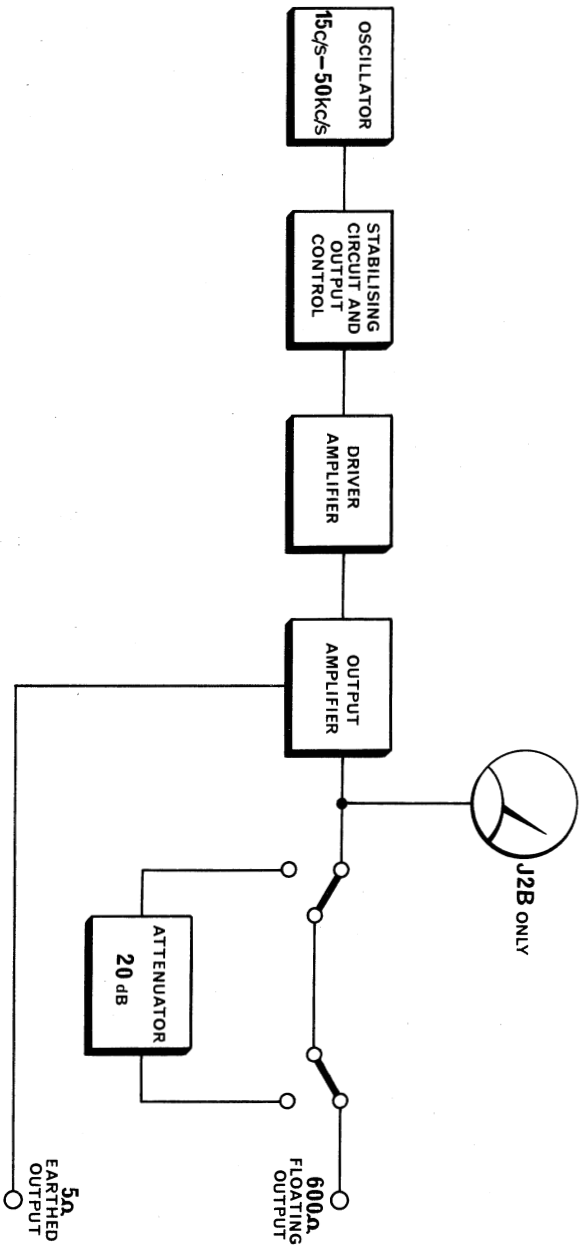 OSCILLATOR
15c/s–50kc/s
STABILISING
CIRCUIT AND
OUTPUT
CONTROL
DRIVER
AMPLIFIER
OUTPUT
AMPLIFIER
J2B ONLY
ATTENUATOR
20 dB
600Ω
FLOATING
OUTPUT
5Ω
EARTHED
OUTPUT